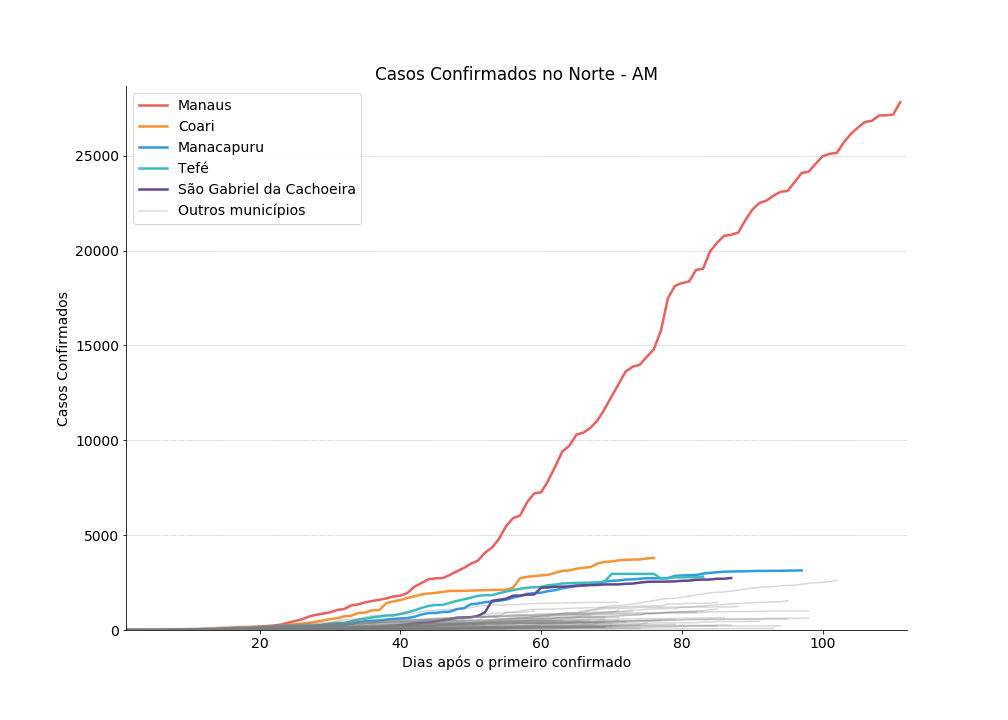 Casos Confirmados no Norte - AM
Manaus
Coari
Manacapuru
Tefé
São Gabriel da Cachoeira
Outros municípios
Casos Confirmados
25000
20000
15000
10000
5000
0
20
40
60
80
100
Dias após o primeiro confirmado